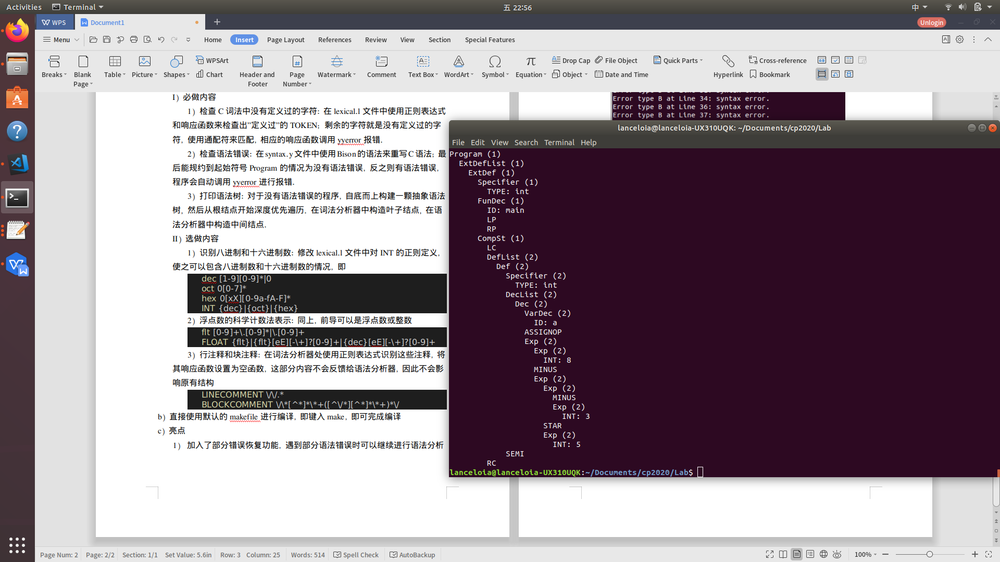 Activities
Terminal
五 22:56
中
WPS
Document1
Unlogin
Menu
Home
Insert
Page Layout
References
Review
View
Section
Special Features
Breaks
Blank Page
Table
Picture
Shapes
WPSArt
Chart
Header and Footer
Page Number
Watermark
Comment
Text Box
WordArt
Symbol
Equation
Drop Cap
Object
File Object
Date and Time
Quick Parts
Hyperlink
Cross-reference
Bookmark
I）必做内容
1）检查 C 词法中没有定义过的字符：在 lexical.l 文件中使用正则表达式
和响应函数来检查出”定义过”的 TOKEN；剩余的字符就是没有定义过的字
符，使用通配符来匹配，相应的响应函数调用 yyerror 报错.
2）检查语法错误：在 syntax.y 文件中使用 Bison 的语法来重写 C 语法；最
后能规约到起始符号 Program 的情况为没有语法错误，反之则有语法错误，
程序会自动调用 yyerror 进行报错.
3）打印语法树：对于没有语法错误的程序，自底而上构建一颗抽象语法
树，然后从根结点开始深度优先遍历．在词法分析器中构造叶子结点，在语
法分析器中构造中间结点.
II）选做内容
1）识别八进制和十六进制数：修改 lexical.l 文件中对 INT 的正则定义，
使之可以包含八进制数和十六进制数的情况，即
dec [1-9][0-9]*|0
oct 0[0-7]*
hex 0[xX][0-9a-fA-F]*
INT {dec}|{oct}|{hex}
2）浮点数的科学计数法表示：同上，前导可以是浮点数或整数
flt [0-9]+\.[0-9]*|\.[0-9]+
FLOAT {flt}|{flt}[eE][-\+]?[0-9]+|{dec}[eE][-\+]?[0-9]+
3）行注释和块注释：在词法分析器处使用正则表达式识别这些注释，将
其响应函数设置为空函数，这部分内容不会反馈给语法分析器，因此不会影
响原有结构
LINECOMMENT \/\/.*
BLOCKCOMMENT \/\*[^*]*\*+([^\/*][^*]*\*+)*\/
b）直接使用默认的 makefile 进行编译，即键入 make，即可完成编译
c）亮点
1） 加入了部分错误恢复功能，遇到部分语法错误时可以继续进行语法分析
Error type B at Line 34: syntax error.
Error type B at Line 36: syntax error.
Error type B at Line 37: syntax error.
lanceloia@lanceloia-UX310UQK: ~/Documents/cp2020/Lab
File Edit View Search Terminal Help
Program (1)
ExtDefList (1)
ExtDef (1)
Specifier (1)
TYPE: int
FunDec (1)
ID: main
LP
RP
CompSt (1)
LC
DefList (2)
Def (2)
Specifier (2)
TYPE: int
DecList (2)
Dec (2)
VarDec (2)
ID: a
ASSIGNOP
Exp (2)
Exp (2)
INT: 8
MINUS
Exp (2)
Exp (2)
MINUS
Exp (2)
INT: 3
STAR
Exp (2)
INT: 5
SEMI
RC
lanceloia@lanceloia-UX310UQK:~/Documents/cp2020/Lab$
Page Num: 2
Page: 2/2
Section: 1/1
Set Value: 5.6in
Row: 3
Column: 25
Words: 514
Spell Check
AutoBackup
100%